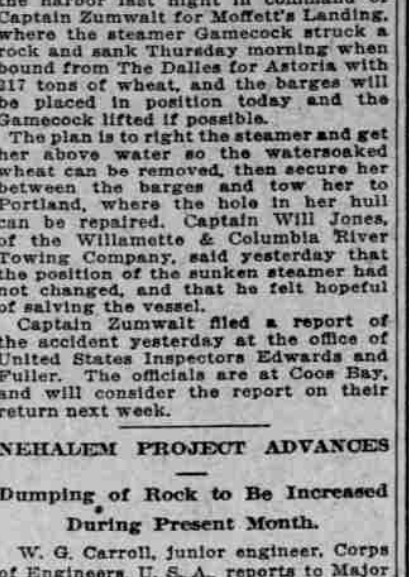 the harbor last night in command of
Captain Zumwalt for Moffett's Landing,
where the steamer Gamecock struck a
rock and sank Thursday morning when
bound from The Dalles for Astoria with
217 tons of wheat, and the barges will
be placed in position today and the
Gamecock lifted if possible.
The plan is to right the steamer and get
her above water so the watersoaked
wheat can be removed, then secure her
between the barges and tow her to
Portland, where the hole in her hull
can be repaired. Captain Will Jones,
of the Willamette & Columbia River
Towing Company, said yesterday that
the position of the sunken steamer had
not changed, and that he felt hopeful
of salving the vessel.
Captain Zumwalt filed a report of
the accident yesterday at the office of
United States Inspectors Edwards and
Fuller. The officials are at Coos Bay,
and will consider the report on their
return next week.
NEHALEM PROJECT ADVANCES
Dumping of Rock to Be Increased
During Present Month.
W. G. Carroll, junior engineer, Corps
of Engineers, U. S. A., reports to Major